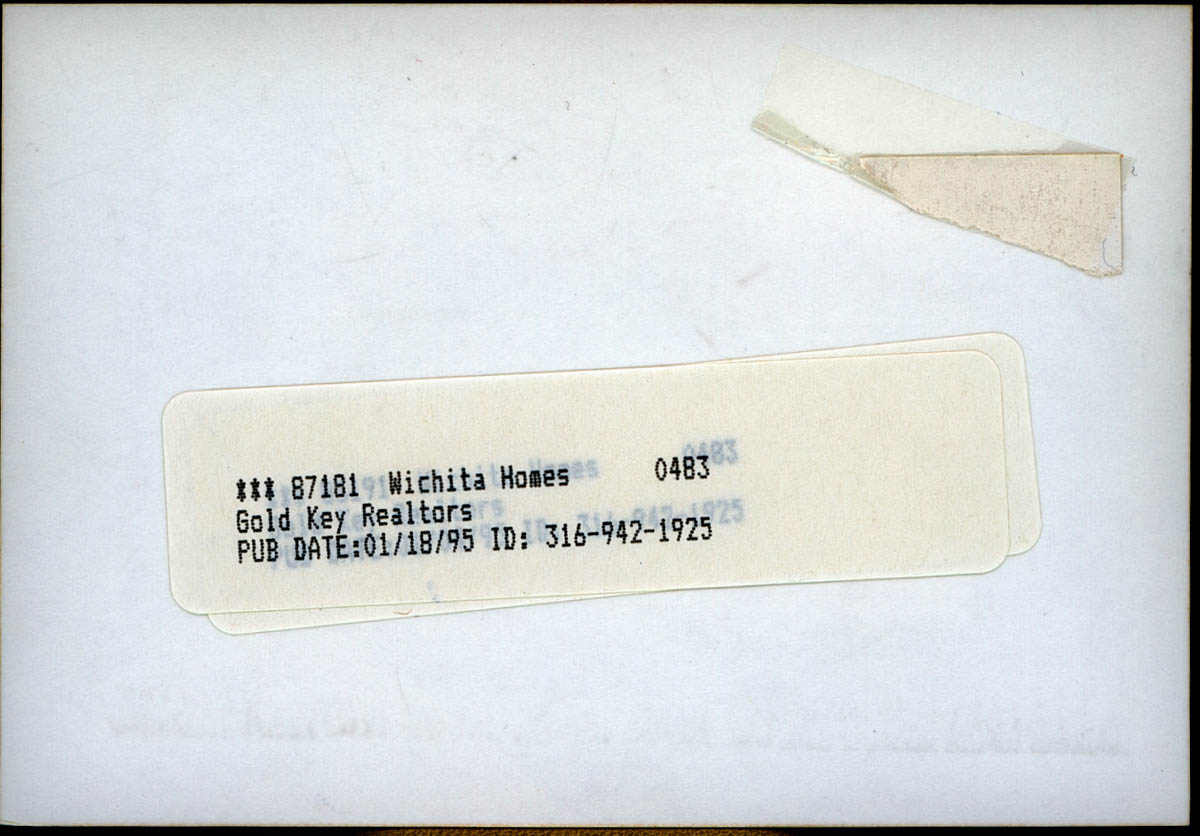 *** 87181 Wichita Homes 0483
Gold Key Realtors
PUB DATE:01/18/95 ID: 316-942-1925